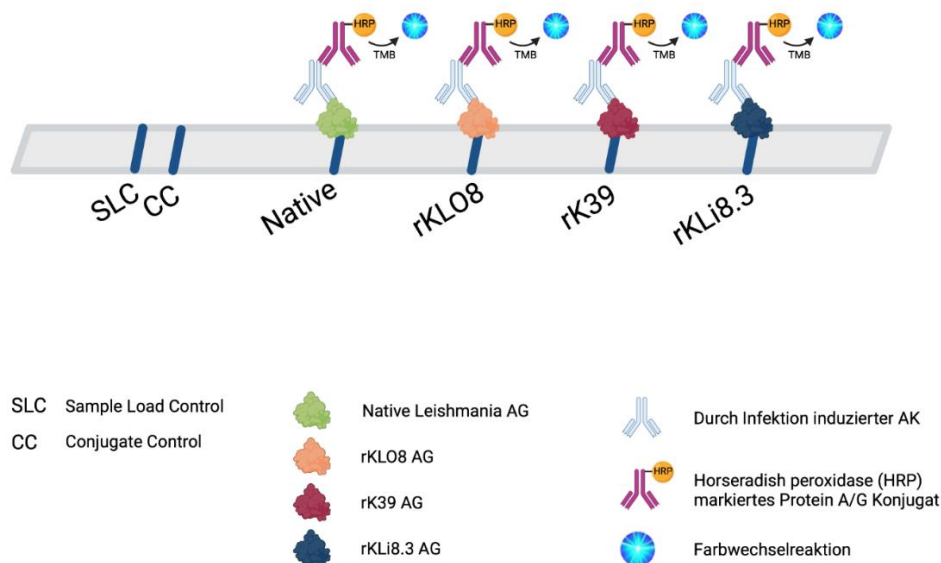 HRP HRP HRP HRP
TMB TMB TMB TMB
SLC CC Native rKLO8 rK39 rKLi8.3
SLC Sample Load Control
CC Conjugate Control
Native Leishmania AG
rKLO8 AG
rK39 AG
rKLi8.3 AG
Durch Infektion induzierter AK
HRP
Horseradish peroxidase (HRP)
markiertes Protein A/G Konjugat
Farbwechselreaktion